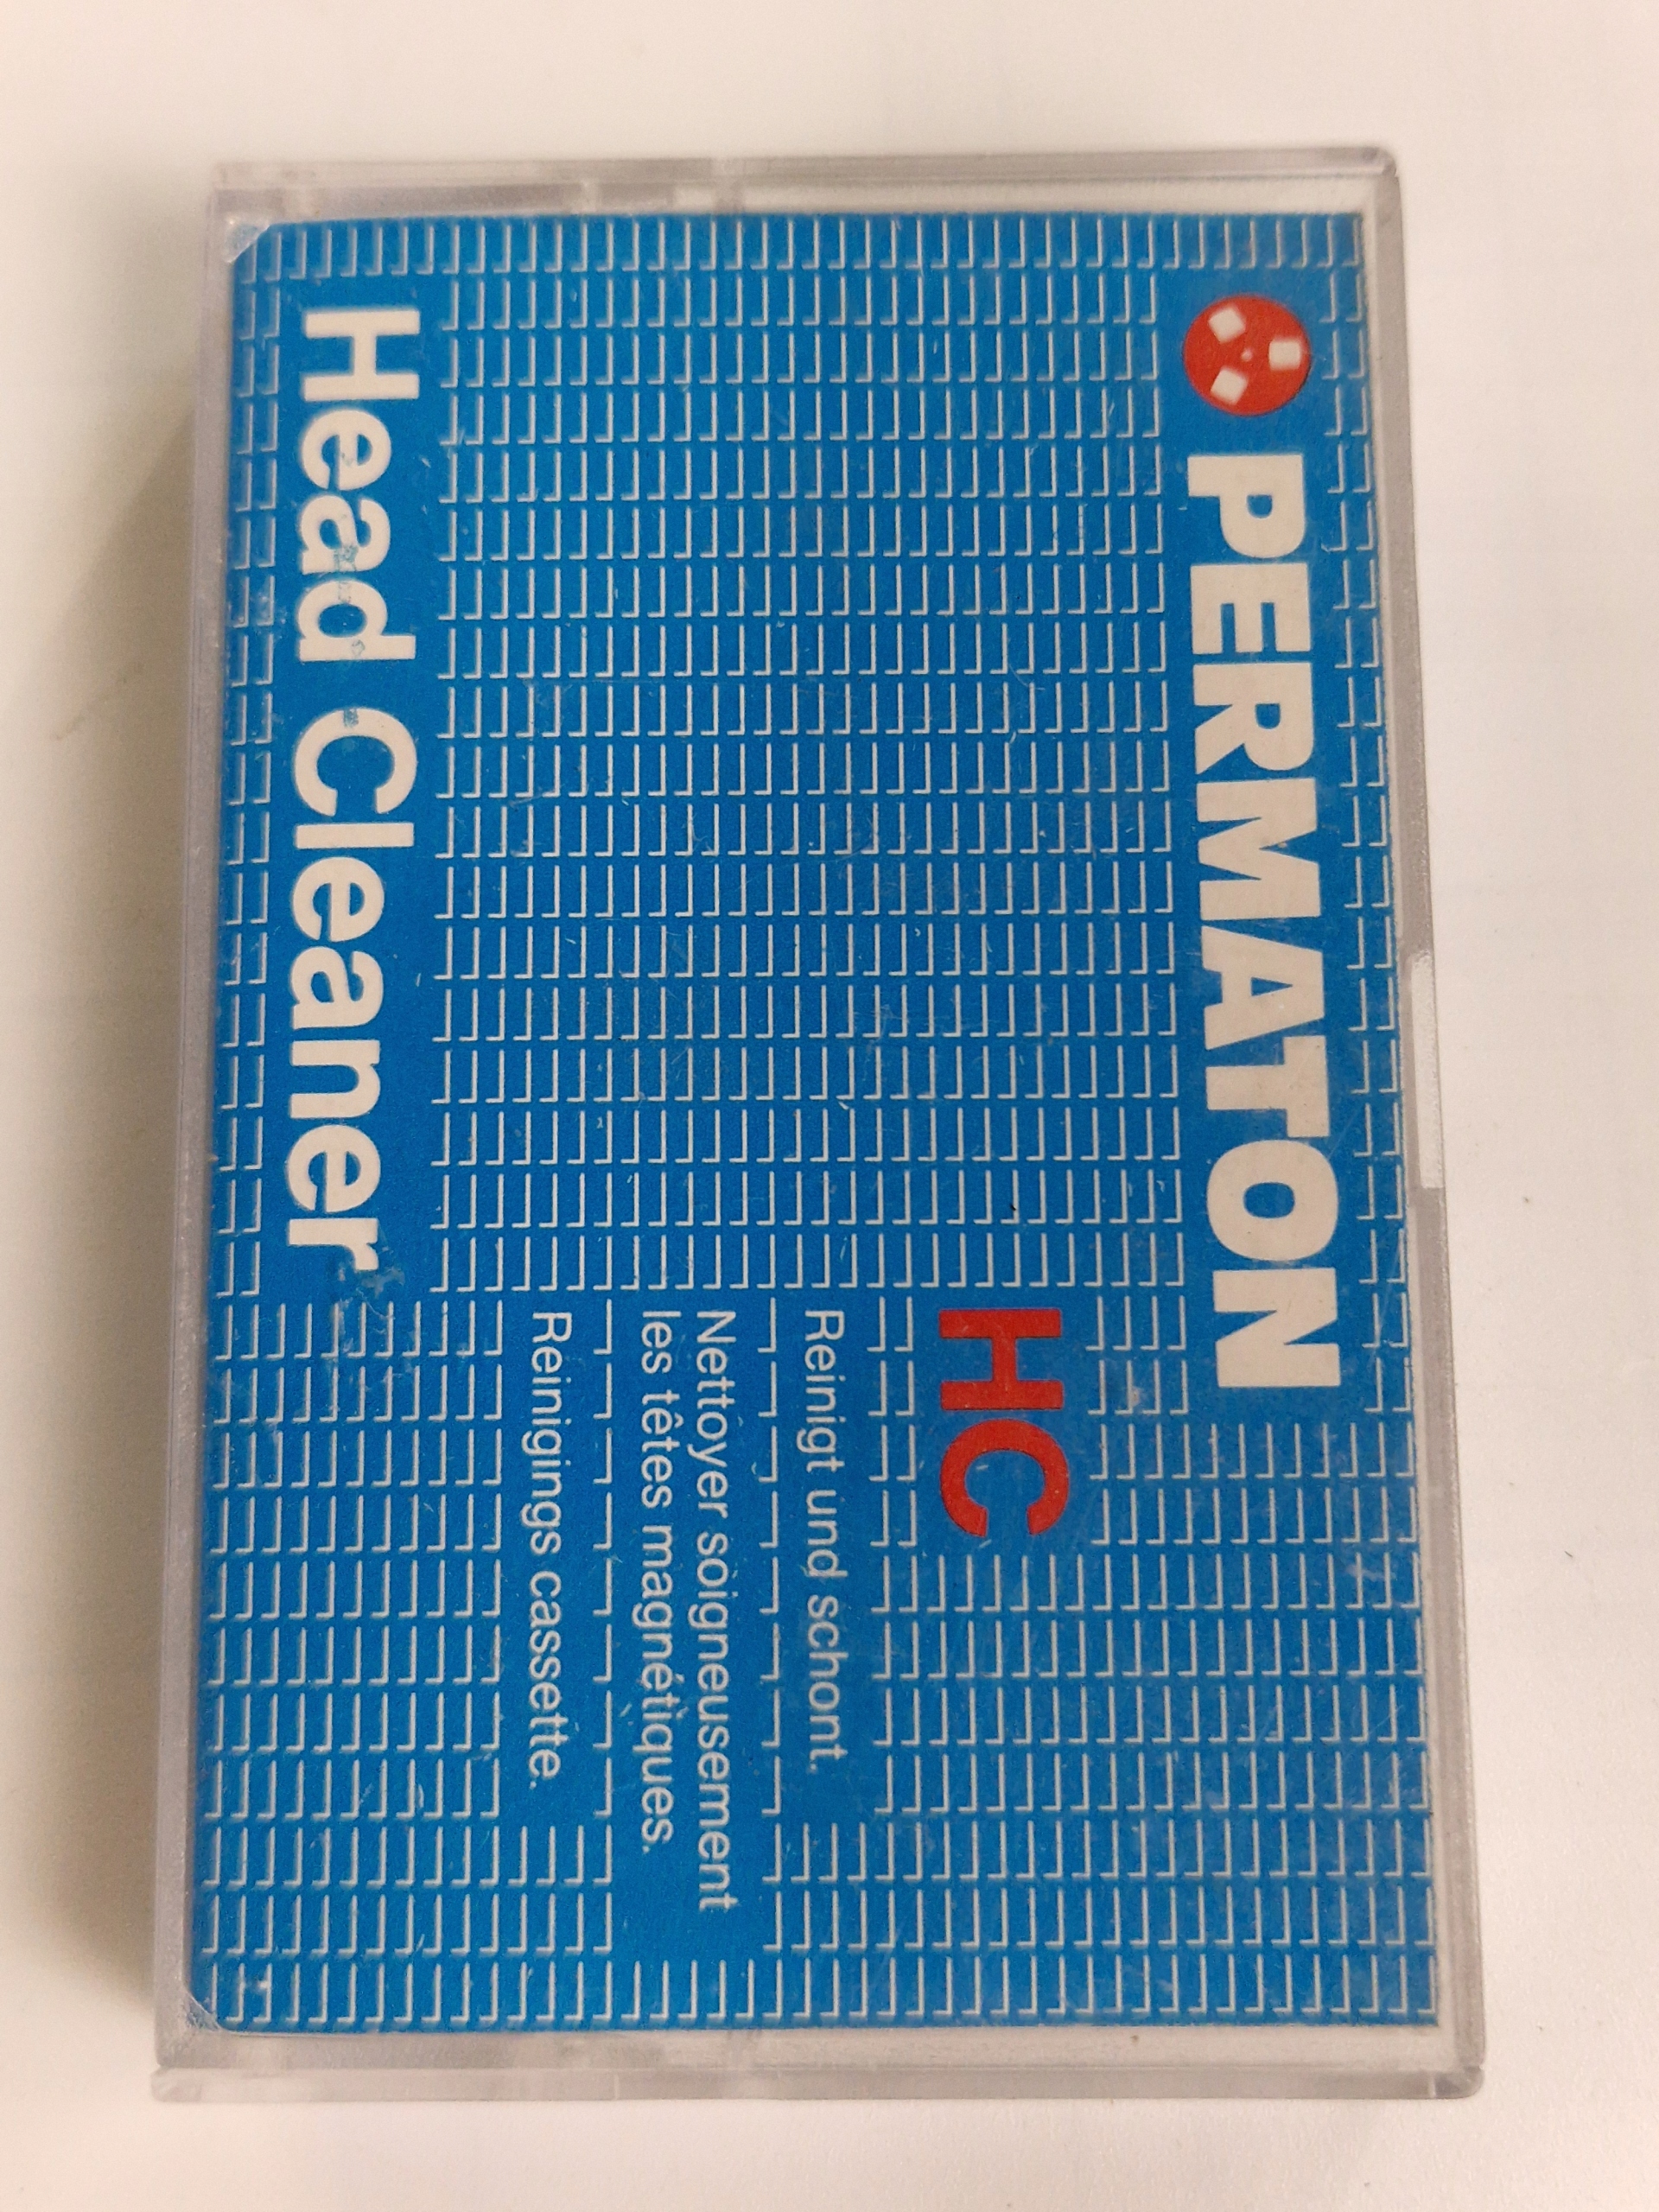 PERMATON
HC
Reinigt und schont.
Nettoyer soigneusement
les têtes magnétiques.
Reinigings cassette.
Head Cleaner